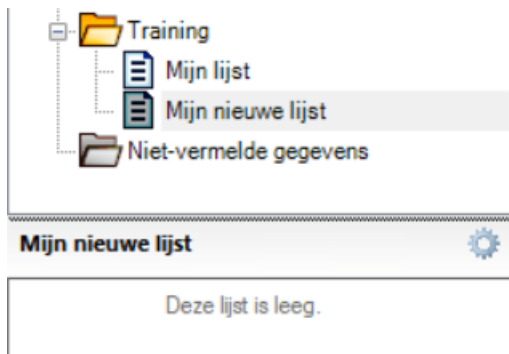 Training
Mijn lijst
Mijn nieuwe lijst
Niet-vermelde gegevens
Mijn nieuwe lijst
Deze lijst is leeg.